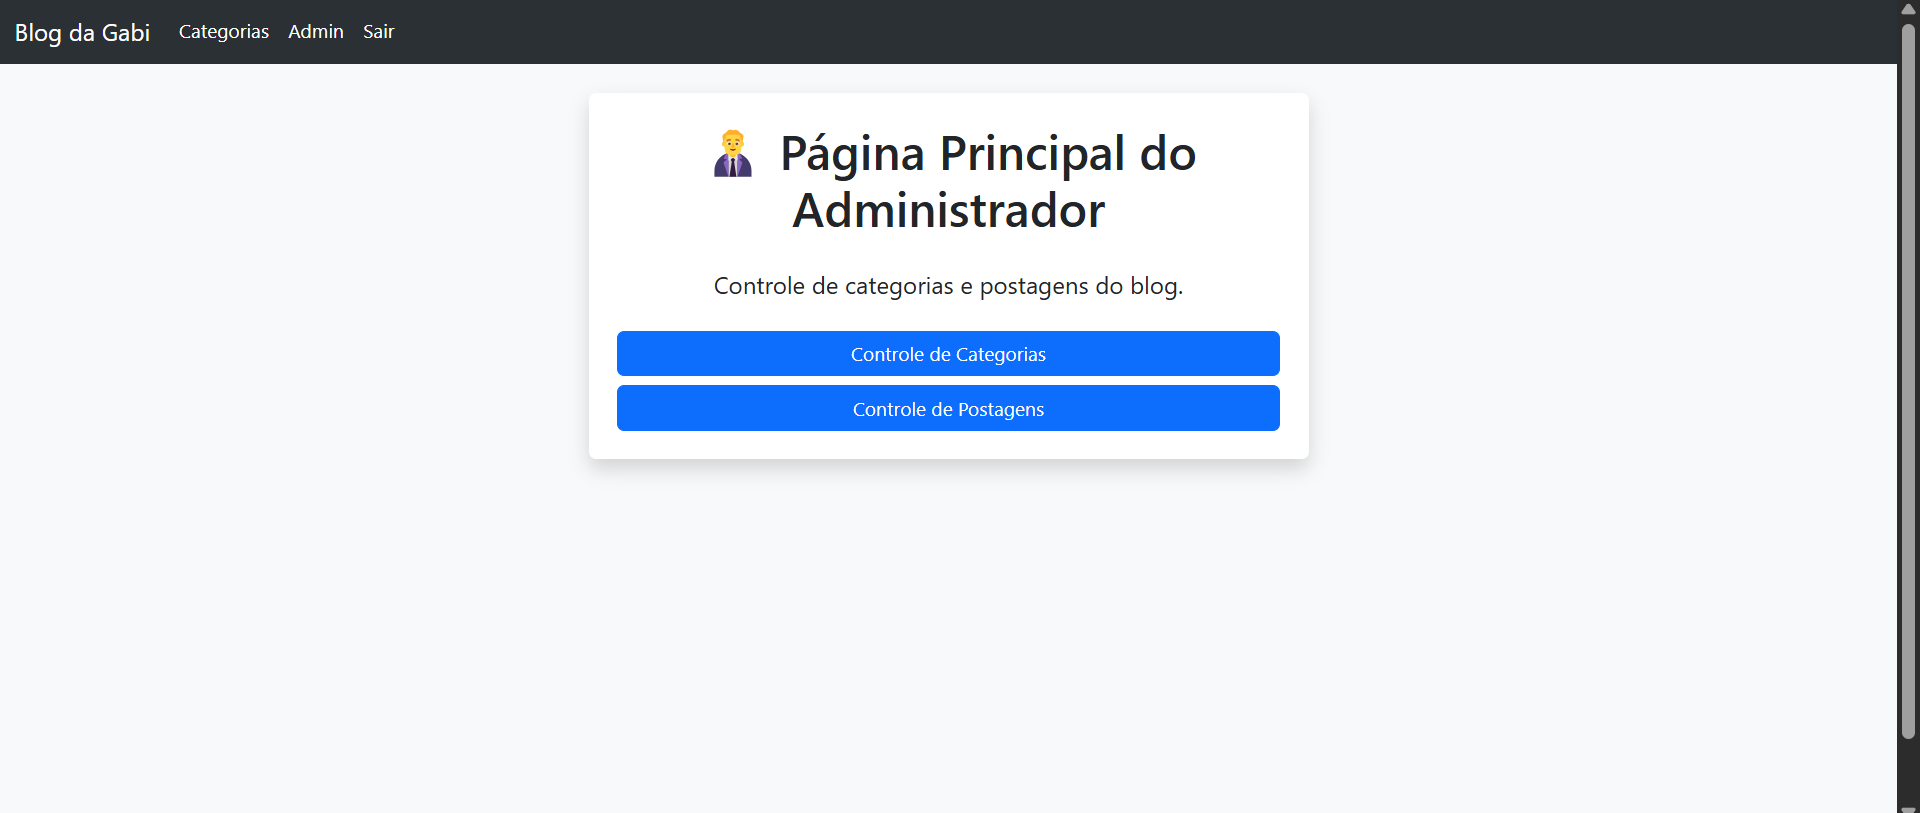 Blog da Gabi Categorias Admin Sair
Página Principal do
Administrador
Controle de categorias e postagens do blog.
Controle de Categorias
Controle de Postagens